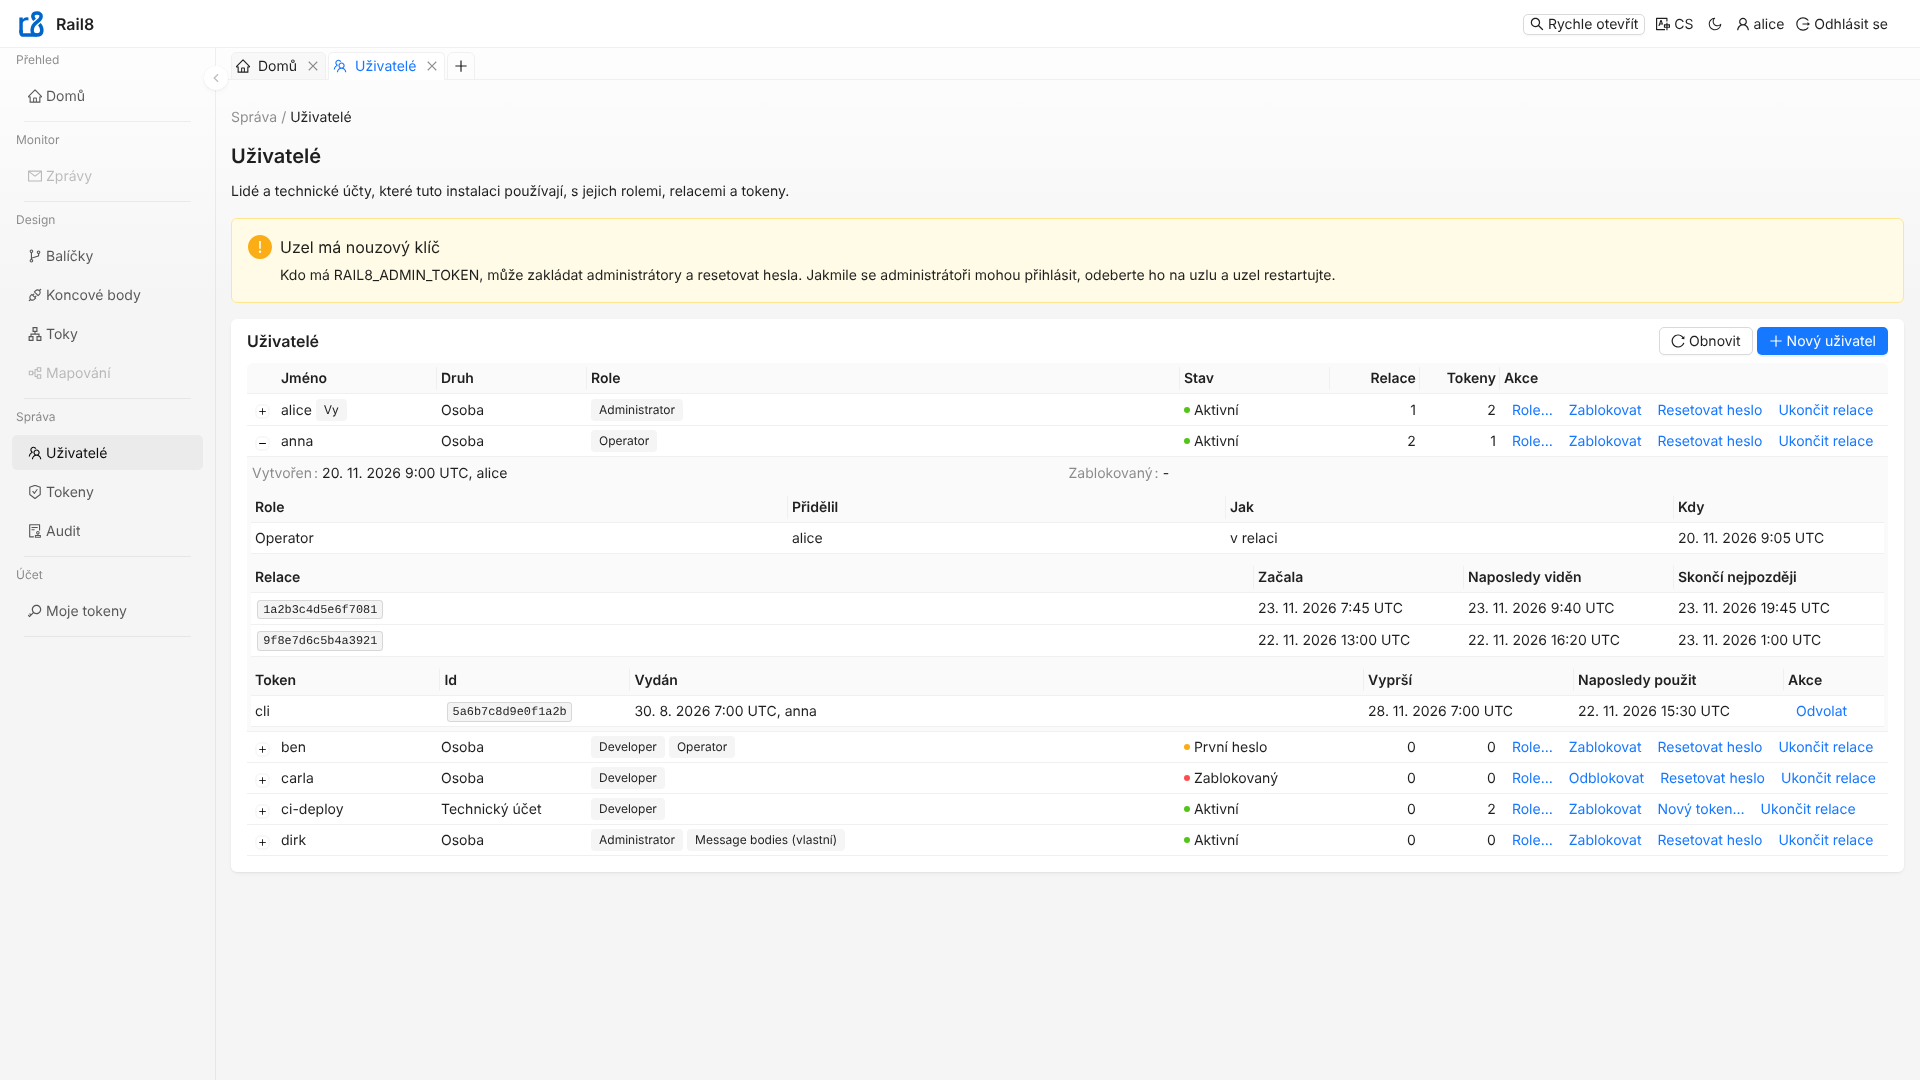 Rail8
Rychle otevřít CS alice Odhlásit se
Přehled
Domů
Monitor
Zprávy
Design
Balíčky
Koncové body
Toky
Mapování
Správa
Uživatelé
Tokeny
Audit
Účet
Moje tokeny
Domů Uživatelé
Správa / Uživatelé
Uživatelé
Lidé a technické účty, které tuto instalaci používají, s jejich rolemi, relacemi a tokeny.
Uzel má nouzový klíč
Kdo má RAIL8_ADMIN_TOKEN, může zakládat administrátory a resetovat hesla. Jakmile se administrátoři mohou přihlásit, odeberte ho na uzlu a uzel restartujte.
Uživatelé Obnovit Nový uživatel
Jméno Druh Role Stav Relace Tokeny Akce
alice Vy Osoba Administrator Aktivní 1 2 Role... Zablokovat Resetovat heslo Ukončit relace
anna Osoba Operator Aktivní 2 1 Role... Zablokovat Resetovat heslo Ukončit relace
Vytvořen: 20. 11. 2026 9:00 UTC, alice Zablokovaný: -
Role Přidělil Jak Kdy
Operator alice v relaci 20. 11. 2026 9:05 UTC
Relace Začala Naposledy viděn Skončí nejpozději
1a2b3c4d5e6f7081 23. 11. 2026 7:45 UTC 23. 11. 2026 9:40 UTC 23. 11. 2026 19:45 UTC
9f8e7d6c5b4a3921 22. 11. 2026 13:00 UTC 22. 11. 2026 16:20 UTC 23. 11. 2026 1:00 UTC
Token Id Vydán Vyprší Naposledy použit Akce
cli 5a6b7c8d9e0f1a2b 30. 8. 2026 7:00 UTC, anna 28. 11. 2026 7:00 UTC 22. 11. 2026 15:30 UTC Odvolat
ben Osoba Developer Operator První heslo 0 0 Role... Zablokovat Resetovat heslo Ukončit relace
carla Osoba Developer Zablokovaný 0 0 Role... Odblokovat Resetovat heslo Ukončit relace
ci-deploy Technický účet Developer Aktivní 0 2 Role... Zablokovat Nový token... Ukončit relace
dirk Osoba Administrator Message bodies (vlastní) Aktivní 0 0 Role... Zablokovat Resetovat heslo Ukončit relace